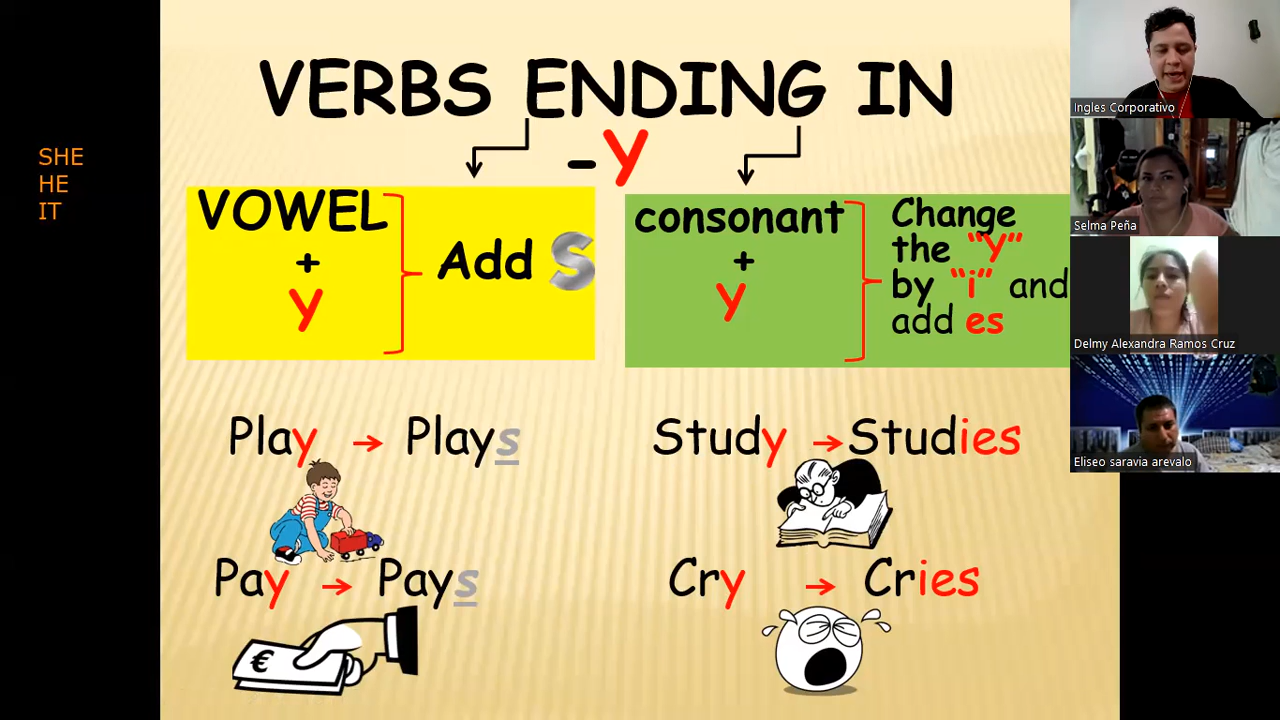 SHE
HE
IT
VERBS ENDING IN
-y
VOWEL
+
y
Add S
consonant
+
y
Change
the "Y"
by "i" and
add es
Play → Plays
Study → Studies
Pay → Pays
Cry → Cries
€
Ingles Corporativo
Selma Peña
Delmy Alexandra Ramos Cruz
Eliseo saravia arevalo